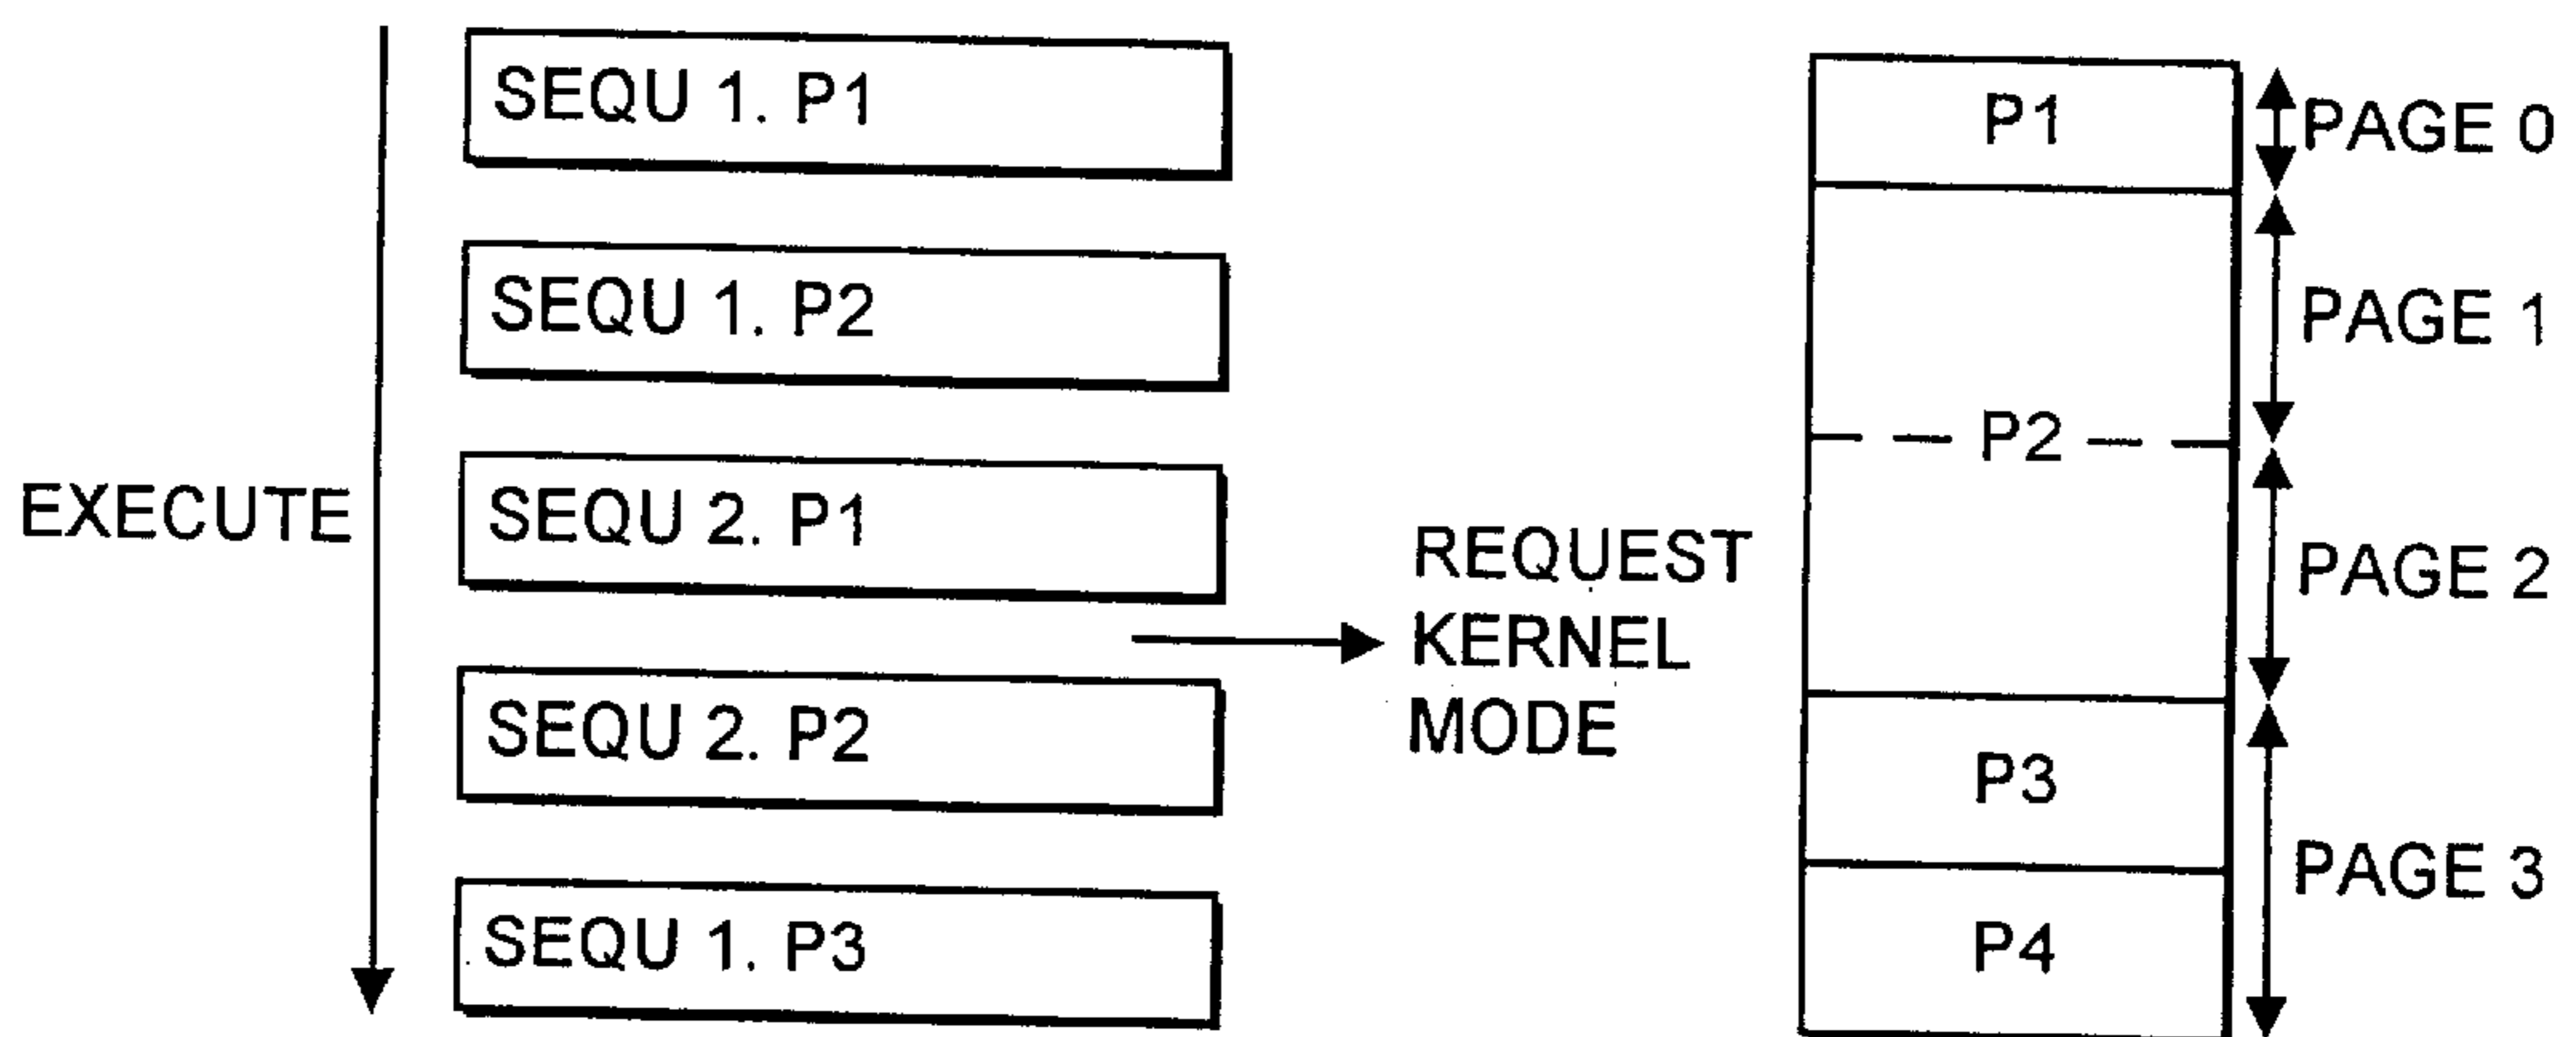 SEQU 1. P1
SEQU 1. P2
SEQU 2. P1
SEQU 2. P2
SEQU 1. P3
EXECUTE
REQUEST
KERNEL
MODE
P1
P2
P3
P4
PAGE 0
PAGE 1
PAGE 2
PAGE 3